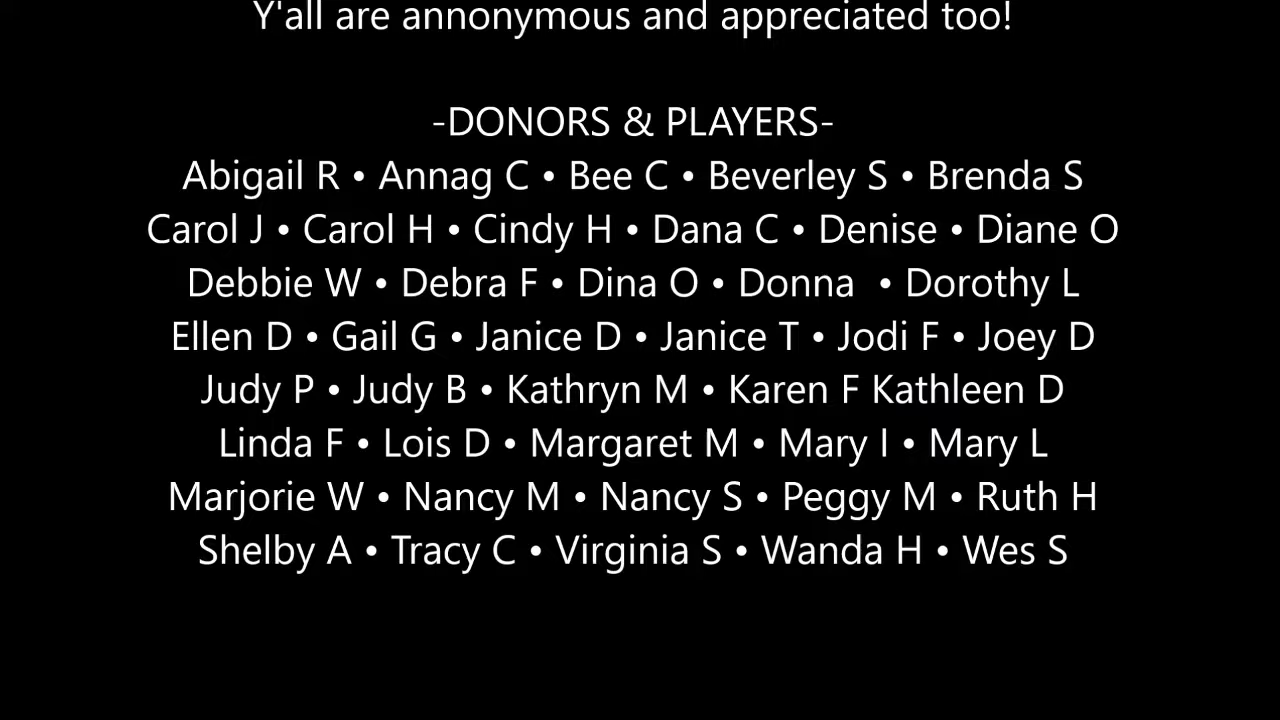 Y'all are annonymous and appreciated too!
-DONORS & PLAYERS-
Abigail R • Annag C • Bee C • Beverley S • Brenda S
Carol J • Carol H • Cindy H • Dana C • Denise • Diane O
Debbie W • Debra F • Dina O • Donna  • Dorothy L
Ellen D • Gail G • Janice D • Janice T • Jodi F • Joey D
Judy P • Judy B • Kathryn M • Karen F Kathleen D
Linda F • Lois D • Margaret M • Mary I • Mary L
Marjorie W • Nancy M • Nancy S • Peggy M • Ruth H
Shelby A • Tracy C • Virginia S • Wanda H • Wes S